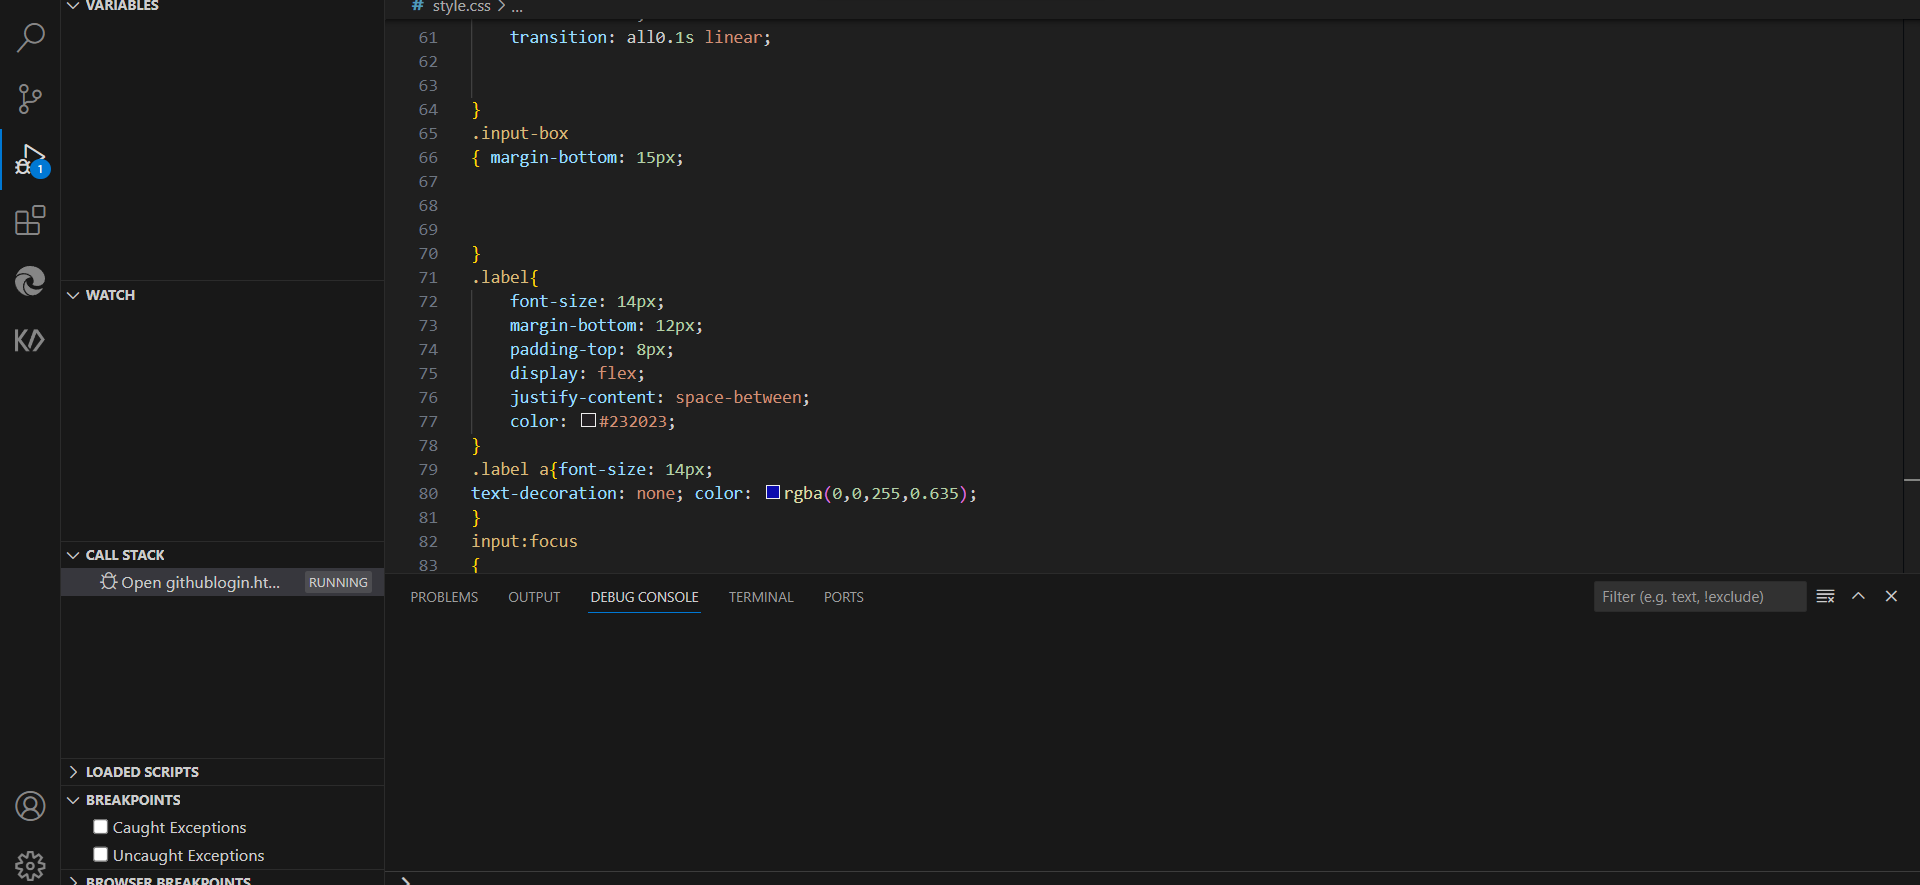 VARIABLES
WATCH
CALL STACK
Open githublogin.ht... RUNNING
LOADED SCRIPTS
BREAKPOINTS
Caught Exceptions
Uncaught Exceptions
BROWSER BREAKPOINTS
1
# style.css > ...
61 transition: all0.1s linear;
62
63
64 }
65 .input-box
66 { margin-bottom: 15px;
67
68
69
70 }
71 .label{
72 font-size: 14px;
73 margin-bottom: 12px;
74 padding-top: 8px;
75 display: flex;
76 justify-content: space-between;
77 color: #232023;
78 }
79 .label a{font-size: 14px;
80 text-decoration: none; color: rgba(0,0,255,0.635);
81 }
82 input:focus
83 {
PROBLEMS OUTPUT DEBUG CONSOLE TERMINAL PORTS Filter (e.g. text, !exclude)